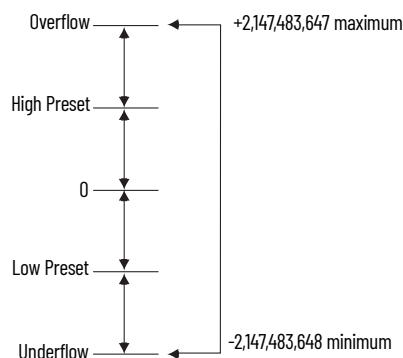 Overflow
+2,147,483,647 maximum
High Preset
0
Low Preset
-2,147,483,648 minimum
Underflow